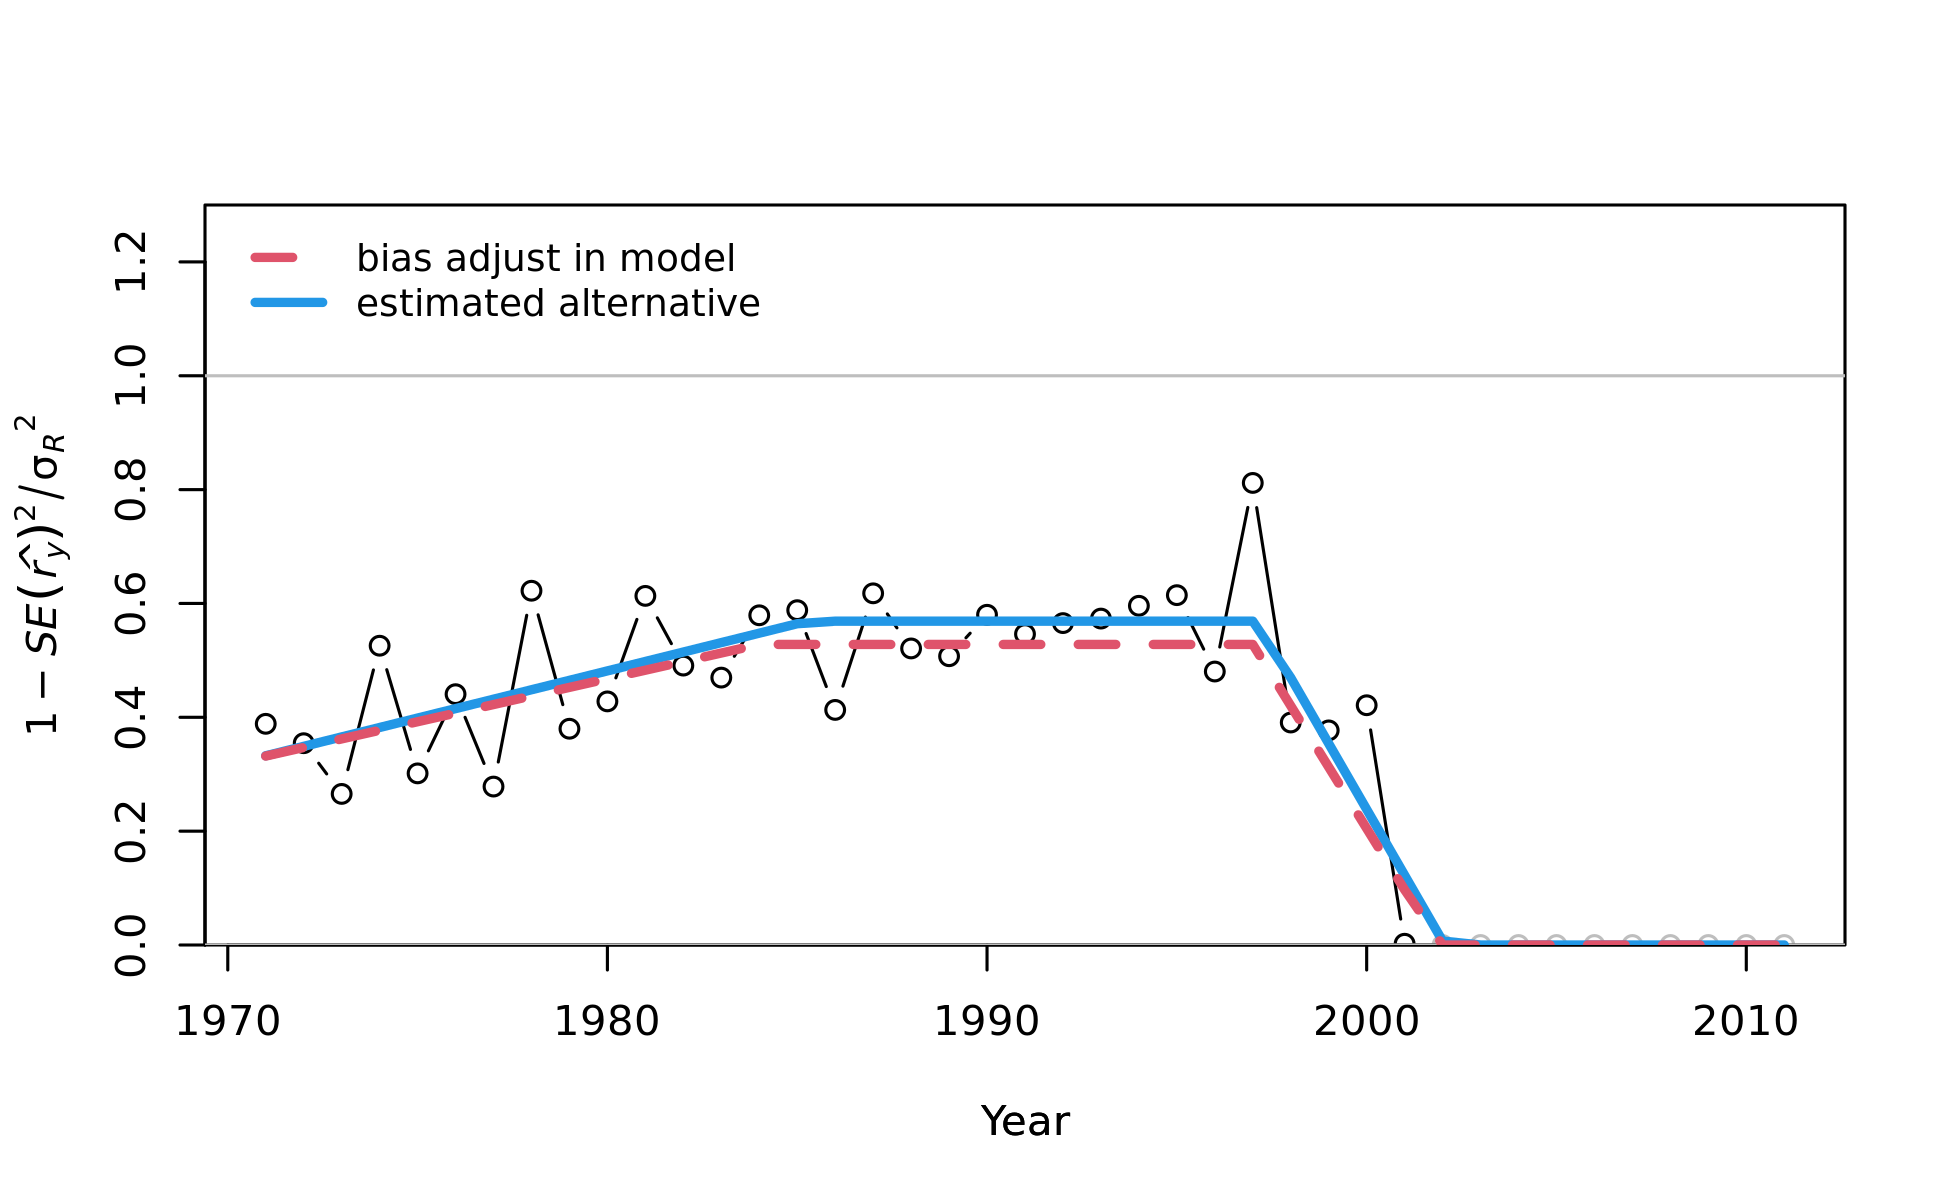 bias adjust in model
estimated alternative
1.2
1.0
0.8
0.6
0.4
0.2
0.0
1 − SE(r̂y)²/σR²
1970 1980 1990 2000 2010
Year